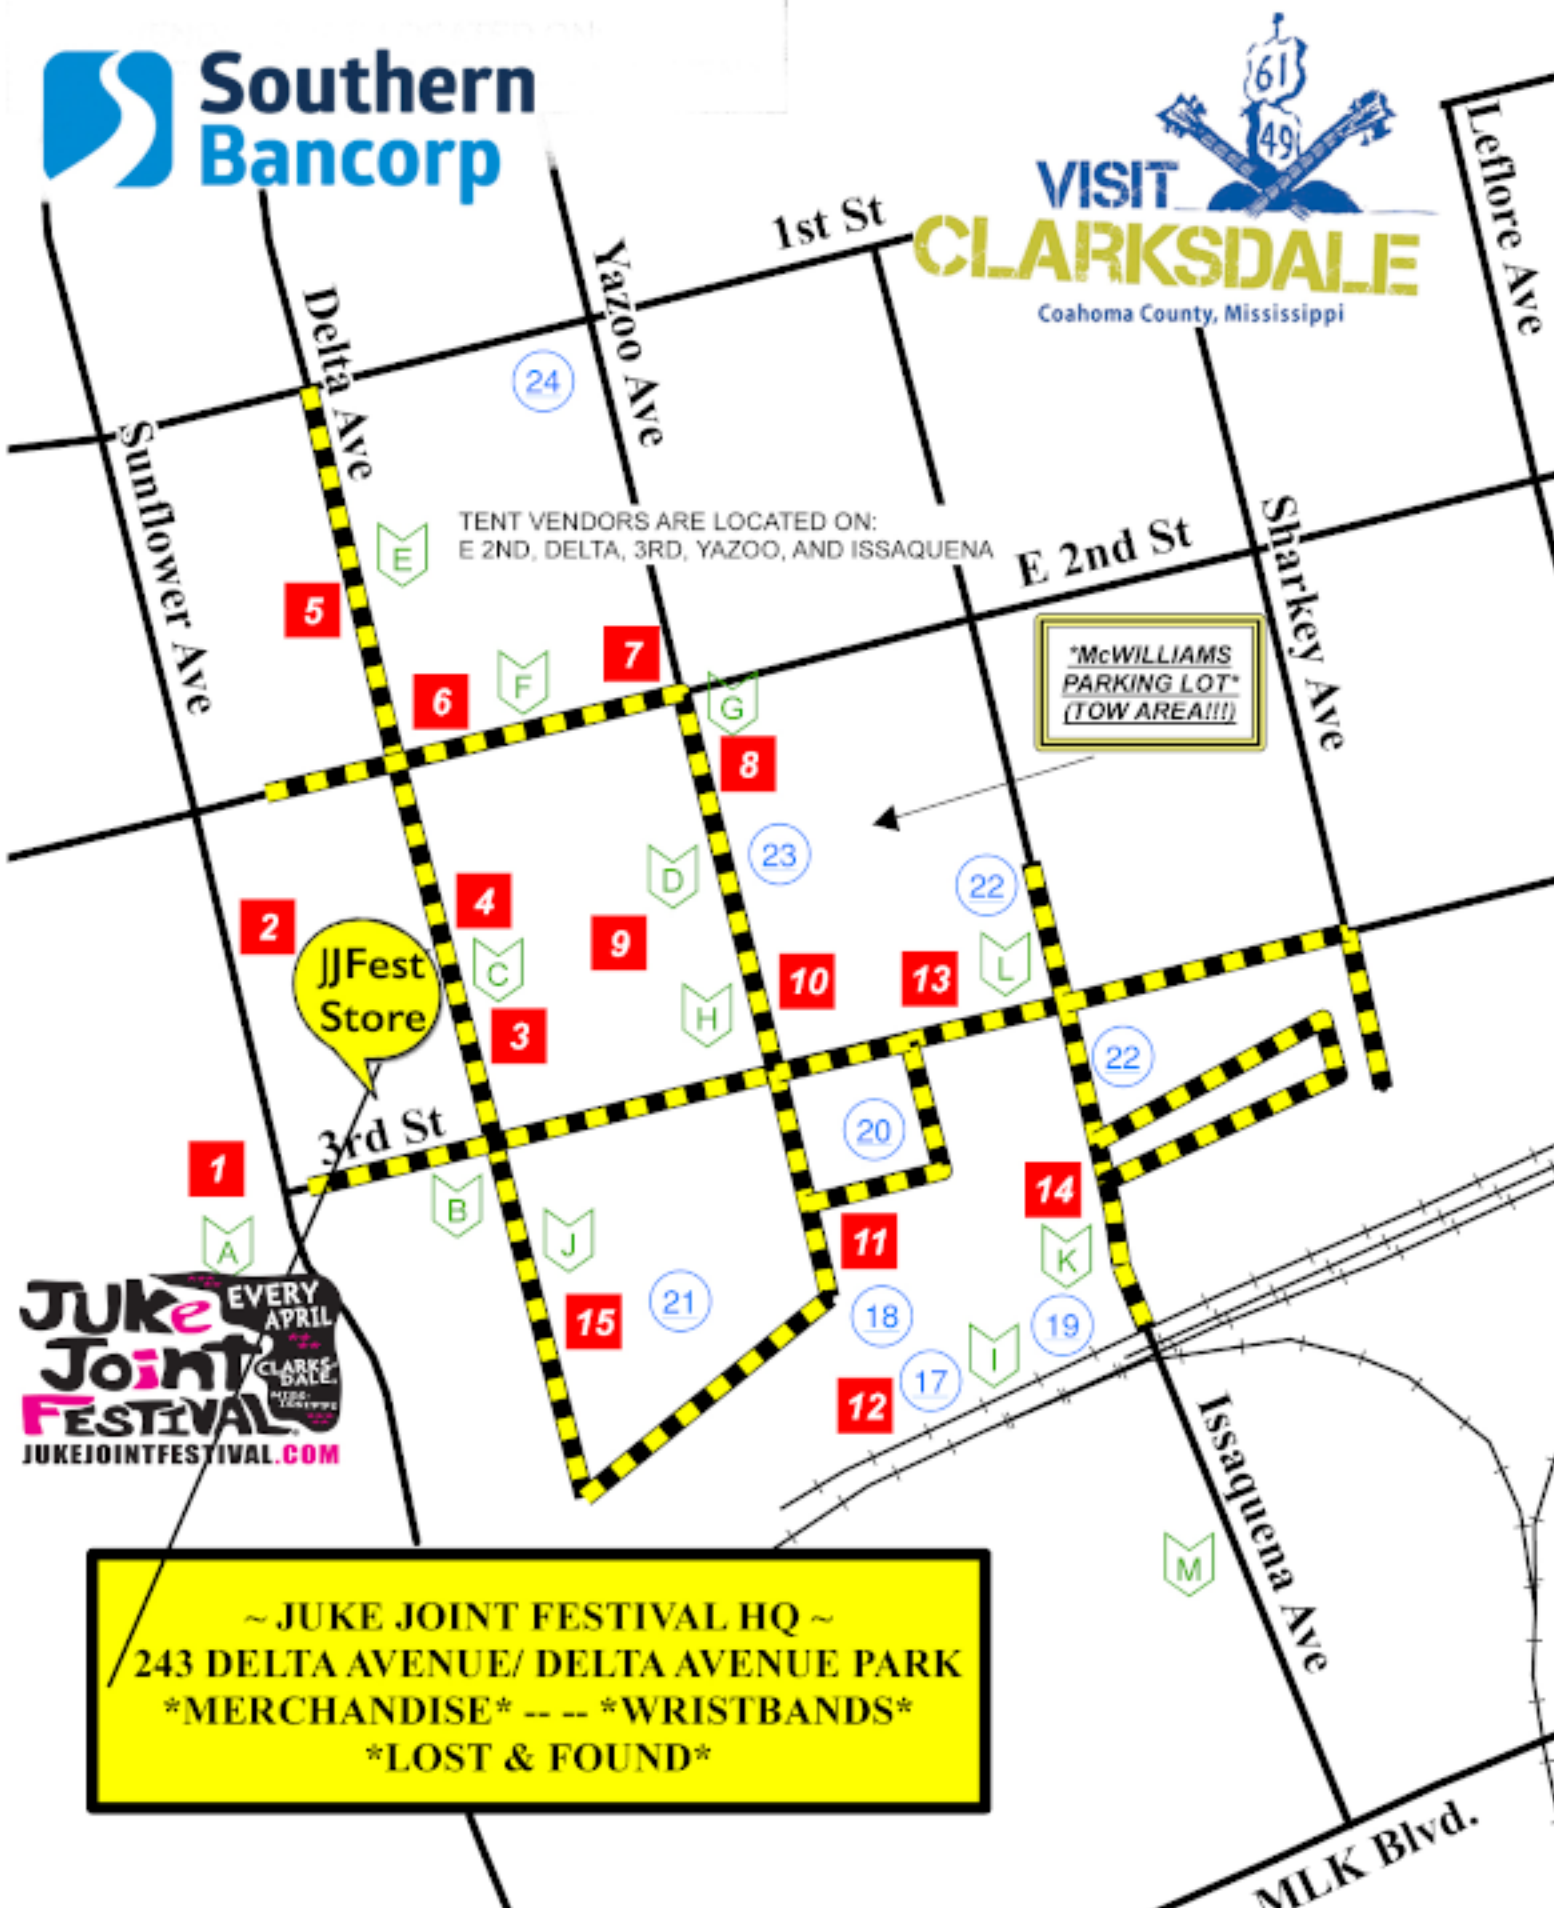 Southern
Bancorp
61
49
VISIT
CLARKSDALE
Coahoma County, Mississippi
Leflore Ave
1st St
Yazoo Ave
Delta Ave
24
Sunflower Ave
TENT VENDORS ARE LOCATED ON:
E 2ND, DELTA, 3RD, YAZOO, AND ISSAQUENA
E
E 2nd St
Sharkey Ave
5
*McWILLIAMS
PARKING LOT*
(TOW AREA!!!)
7
F
6
G
8
23
D
22
4
2
9
C
L
13
10
JJFest
Store
H
3
22
20
3rd St
1
14
B
J
A
11
K
21
18
15
19
I
17
12
JUKE
JOINT
FESTIVAL
EVERY
APRIL
CLARKS-
DALE,
JUKEJOINTFESTIVAL.COM
Issaquena Ave
M
~ JUKE JOINT FESTIVAL HQ ~
243 DELTA AVENUE/ DELTA AVENUE PARK
*MERCHANDISE* -- -- *WRISTBANDS*
*LOST & FOUND*
MLK Blvd.